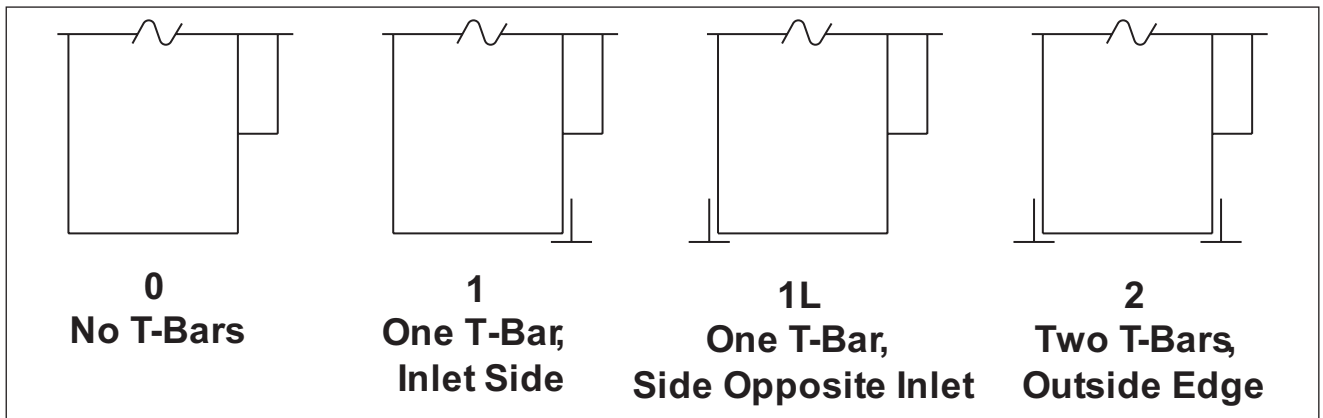 0
No T-Bars
1
One T-Bar,
Inlet Side
1L
One T-Bar,
Side Opposite Inlet
2
Two T-Bars,
Outside Edge